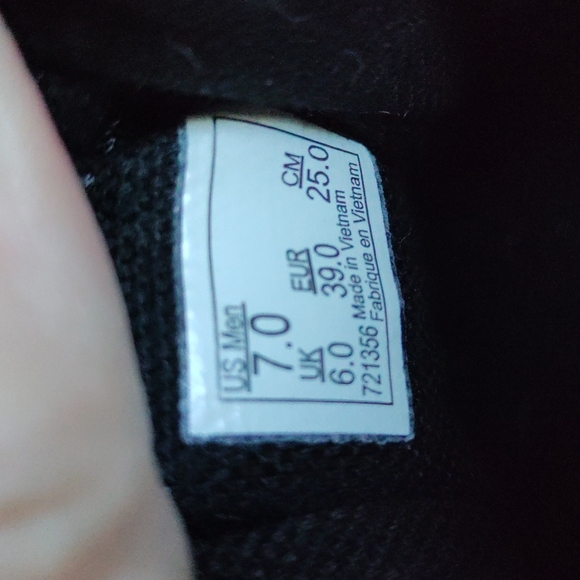 US Men
7.0
UK EUR CM
6.0 39.0 25.0
721356 Made in Vietnam
Fabrique en Vietnam